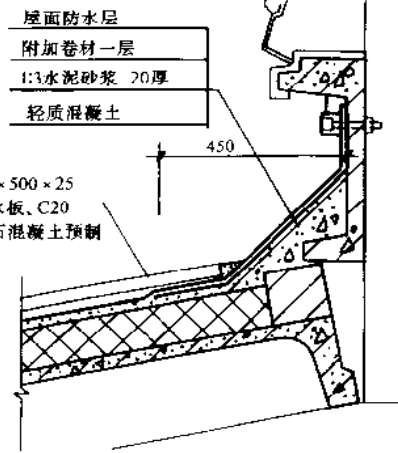 屋面防水层
附加卷材一层
1:3水泥砂浆 20厚
轻质混凝土
450
×500×25
板、C20
石混凝土预制